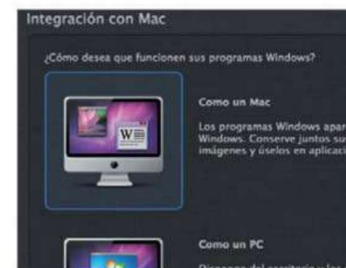 Integración con Mac
¿Cómo desea que funcionen sus programas Windows?
Como un Mac
Los programas Windows apar
Windows. Conserve juntos su
imágenes y úselos en aplicaci
W
Como un PC